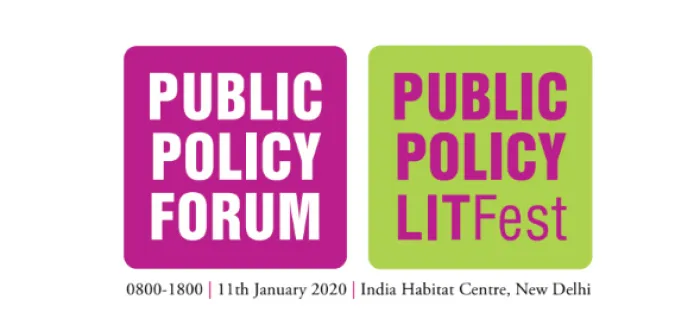 PUBLIC
POLICY
FORUM
PUBLIC
POLICY
LITFest
0800-1800 | 11th January 2020 | India Habitat Centre, New Delhi